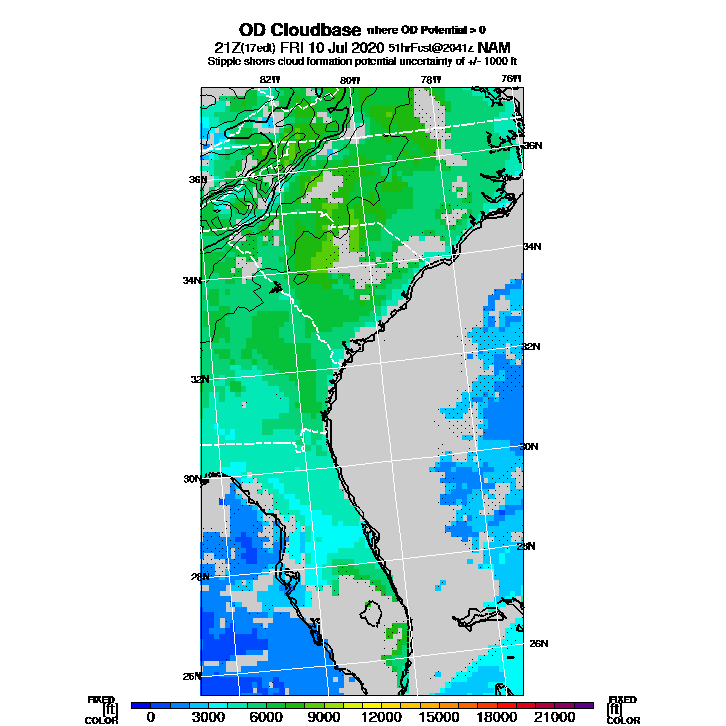 OD Cloudbase where OD Potential > 0
21Z(17edt) FRI 10 Jul 2020 51hrFcst@2041z NAM
Stipple shows cloud formation potential uncertainty of +/- 1000 ft
82W 80W 78W 76W
36N 36N
34N 34N
32N 32N
30N 30N
28N 28N
26N 26N
FIXED FIXED
[ft] [ft]
COLOR COLOR
0 3000 6000 9000 12000 15000 18000 21000